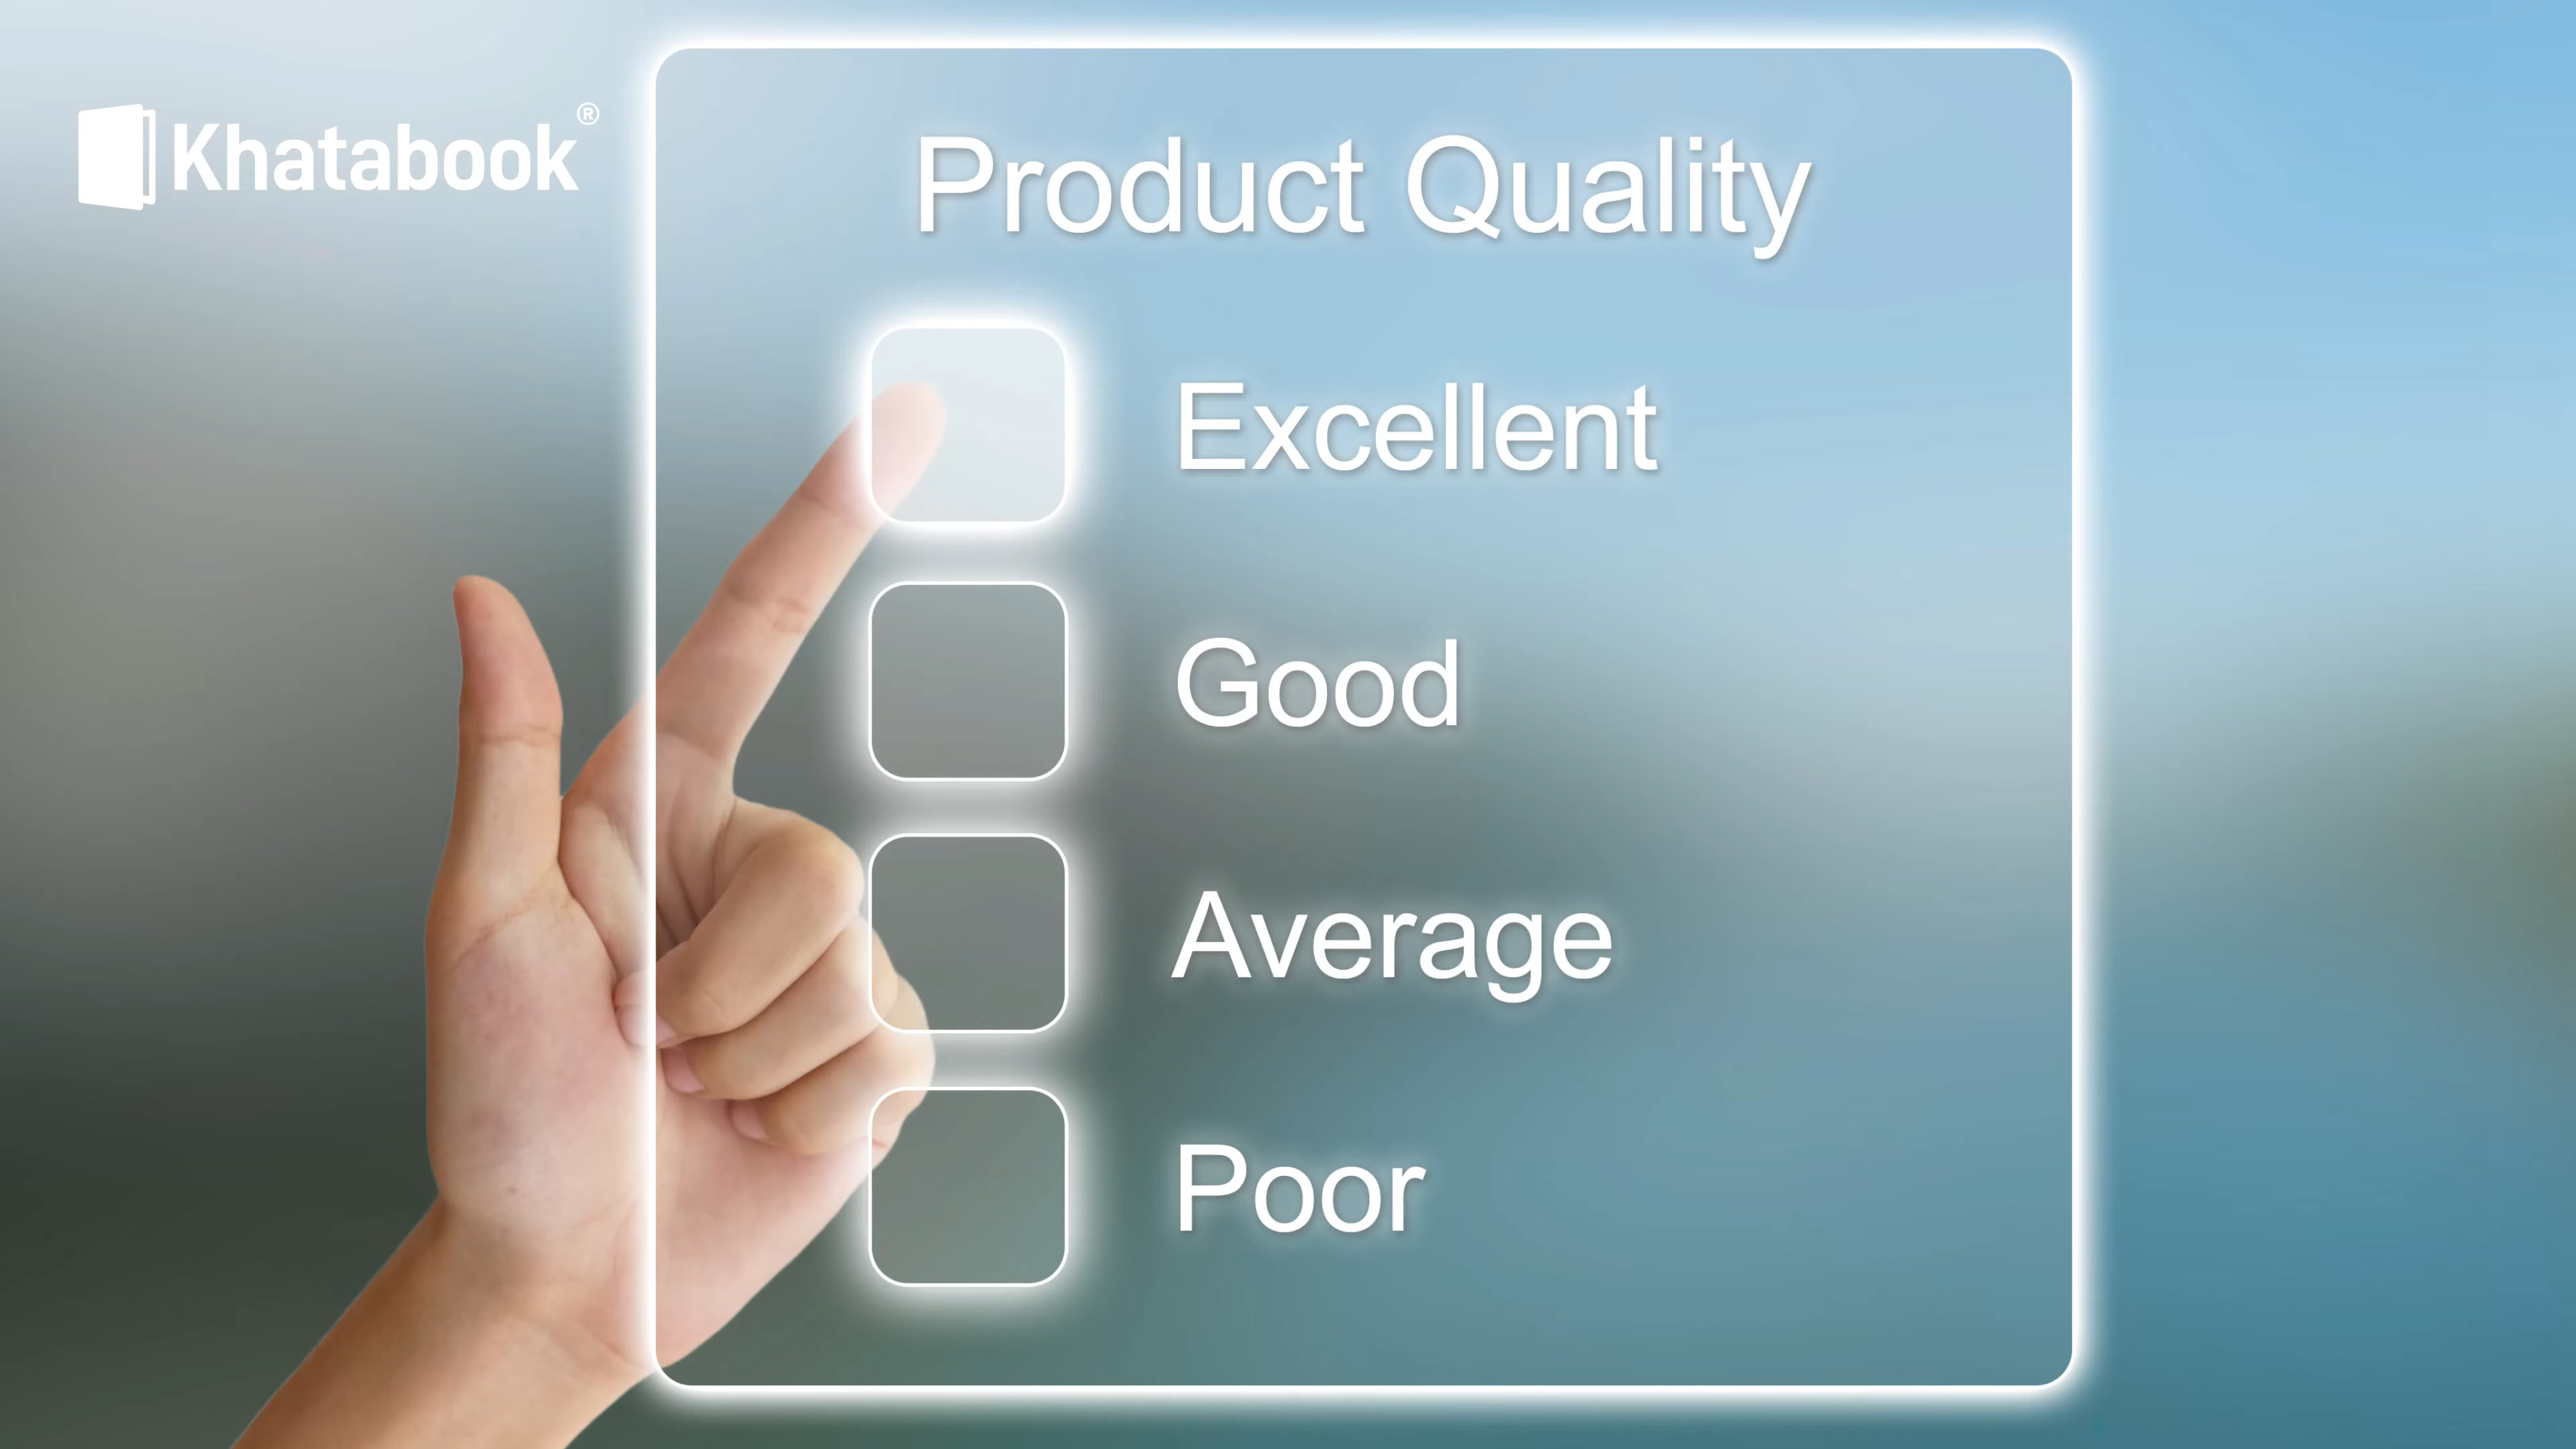 Khatabook®
Product Quality
Excellent
Good
Average
Poor